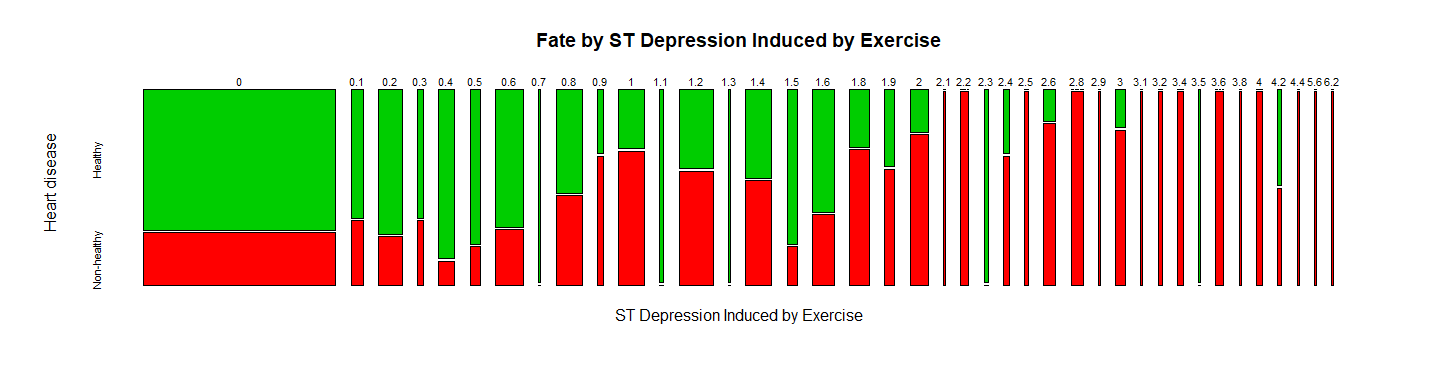 Fate by ST Depression Induced by Exercise
0 0.1 0.2 0.3 0.4 0.5 0.6 0.7 0.8 0.9 1 1.1 1.2 1.3 1.4 1.5 1.6 1.8 1.9 2 2.1 2.2 2.3 2.4 2.5 2.6 2.8 2.9 3 3.1 3.2 3.4 3.5 3.6 3.8 4 4.2 4.4 5.6 6.2
Heart disease
Healthy
Non-healthy
ST Depression Induced by Exercise